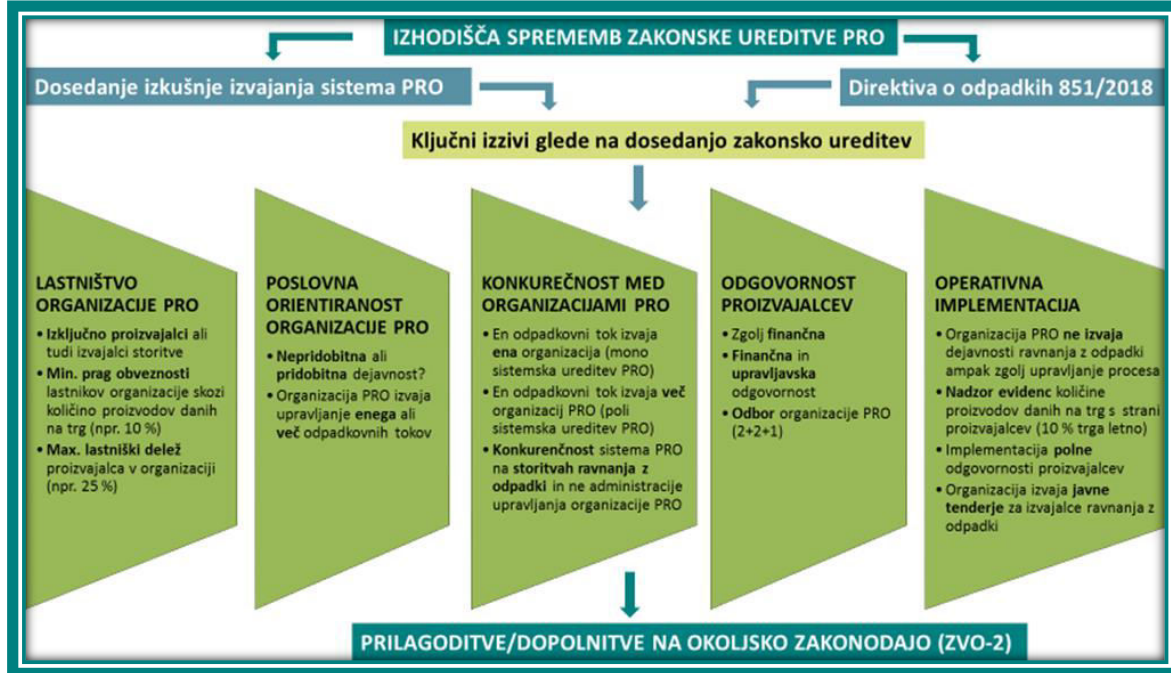 IZHODIŠČA SPREMEMB ZAKONSKE UREDITVE PRO
Dosedanje izkušnje izvajanja sistema PRO
Direktiva o odpadkih 851/2018
Ključni izzivi glede na dosedanjo zakonsko ureditev
LASTNIŠTVO
ORGANIZACIJE PRO
• Izključno proizvajalci ali
tudi izvajalci storitve
• Min. prag obveznosti
lastnikov organizacije skozi
količino proizvodov danih
na trg (npr. 10 %)
• Max. lastniški delež
proizvajalca v organizaciji
(npr. 25 %)
POSLOVNA
ORIENTIRANOST
ORGANIZACIJE PRO
• Nepridobitna ali
pridobitna dejavnost?
• Organizacija PRO izvaja
upravljanje enega ali
več odpadkovnih tokov
KONKUREČNOST MED
ORGANIZACIJAMI PRO
• En odpadkovni tok izvaja
ena organizacija (mono
sistemska ureditev PRO)
• En odpadkovni tok izvaja več
organizacij PRO (poli
sistemska ureditev PRO)
• Konkurenčnost sistema PRO
na storitvah ravnanja z
odpadki in ne administracije
upravljanja organizacije PRO
ODGOVORNOST
PROIZVAJALCEV
• Zgolj finančna
• Finančna in
upravljavska
odgovornost
• Odbor organizacije PRO
(2+2+1)
OPERATIVNA
IMPLEMENTACIJA
• Organizacija PRO ne izvaja
dejavnosti ravnanja z odpadki
ampak zgolj upravljanje procesa
• Nadzor evidenc količine
proizvodov danih na trg s strani
proizvajalcev (10 % trga letno)
• Implementacija polne
odgovornosti proizvajalcev
• Organizacija izvaja javne
tenderje za izvajalce ravnanja z
odpadki
PRILAGODITVE/DOPOLNITVE NA OKOLJSKO ZAKONODAJO (ZVO-2)